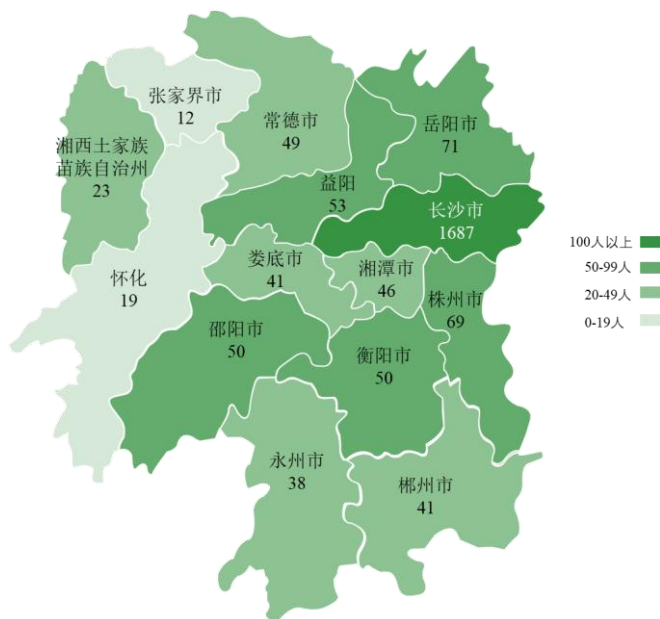 张家界市
12
常德市
49
岳阳市
71
湘西土家族
苗族自治州
23
益阳
53
长沙市
1687
怀化
19
娄底市
41
湘潭市
46
株州市
69
邵阳市
50
衡阳市
50
永州市
38
郴州市
41
100人以上
50-99人
20-49人
0-19人